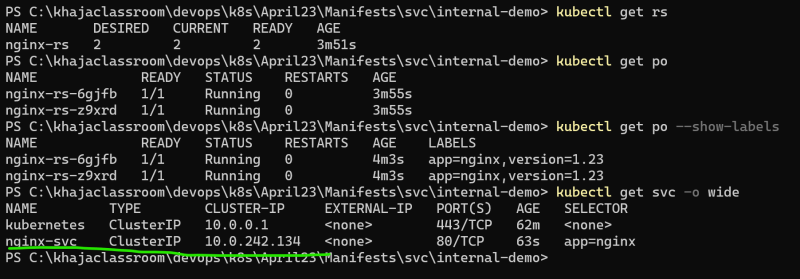 PS C:\khajaclassroom\devops\k8s\April23\Manifests\svc\internal-demo> kubectl get rs
NAME DESIRED CURRENT READY AGE
nginx-rs 2 2 2 3m51s
PS C:\khajaclassroom\devops\k8s\April23\Manifests\svc\internal-demo> kubectl get po
NAME READY STATUS RESTARTS AGE
nginx-rs-6gjfb 1/1 Running 0 3m55s
nginx-rs-z9xrd 1/1 Running 0 3m55s
PS C:\khajaclassroom\devops\k8s\April23\Manifests\svc\internal-demo> kubectl get po --show-labels
NAME READY STATUS RESTARTS AGE LABELS
nginx-rs-6gjfb 1/1 Running 0 4m3s app=nginx,version=1.23
nginx-rs-z9xrd 1/1 Running 0 4m3s app=nginx,version=1.23
PS C:\khajaclassroom\devops\k8s\April23\Manifests\svc\internal-demo> kubectl get svc -o wide
NAME TYPE CLUSTER-IP EXTERNAL-IP PORT(S) AGE SELECTOR
kubernetes ClusterIP 10.0.0.1 <none> 443/TCP 62m <none>
nginx-svc ClusterIP 10.0.242.134 <none> 80/TCP 63s app=nginx
PS C:\khajaclassroom\devops\k8s\April23\Manifests\svc\internal-demo>